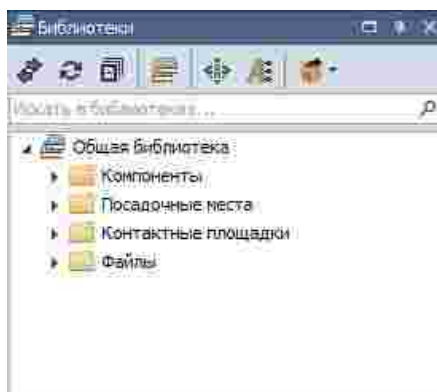 Библиотеки
Искать в библиотеках...
Общая библиотека
Компоненты
Посадочные места
Контактные площадки
Файлы